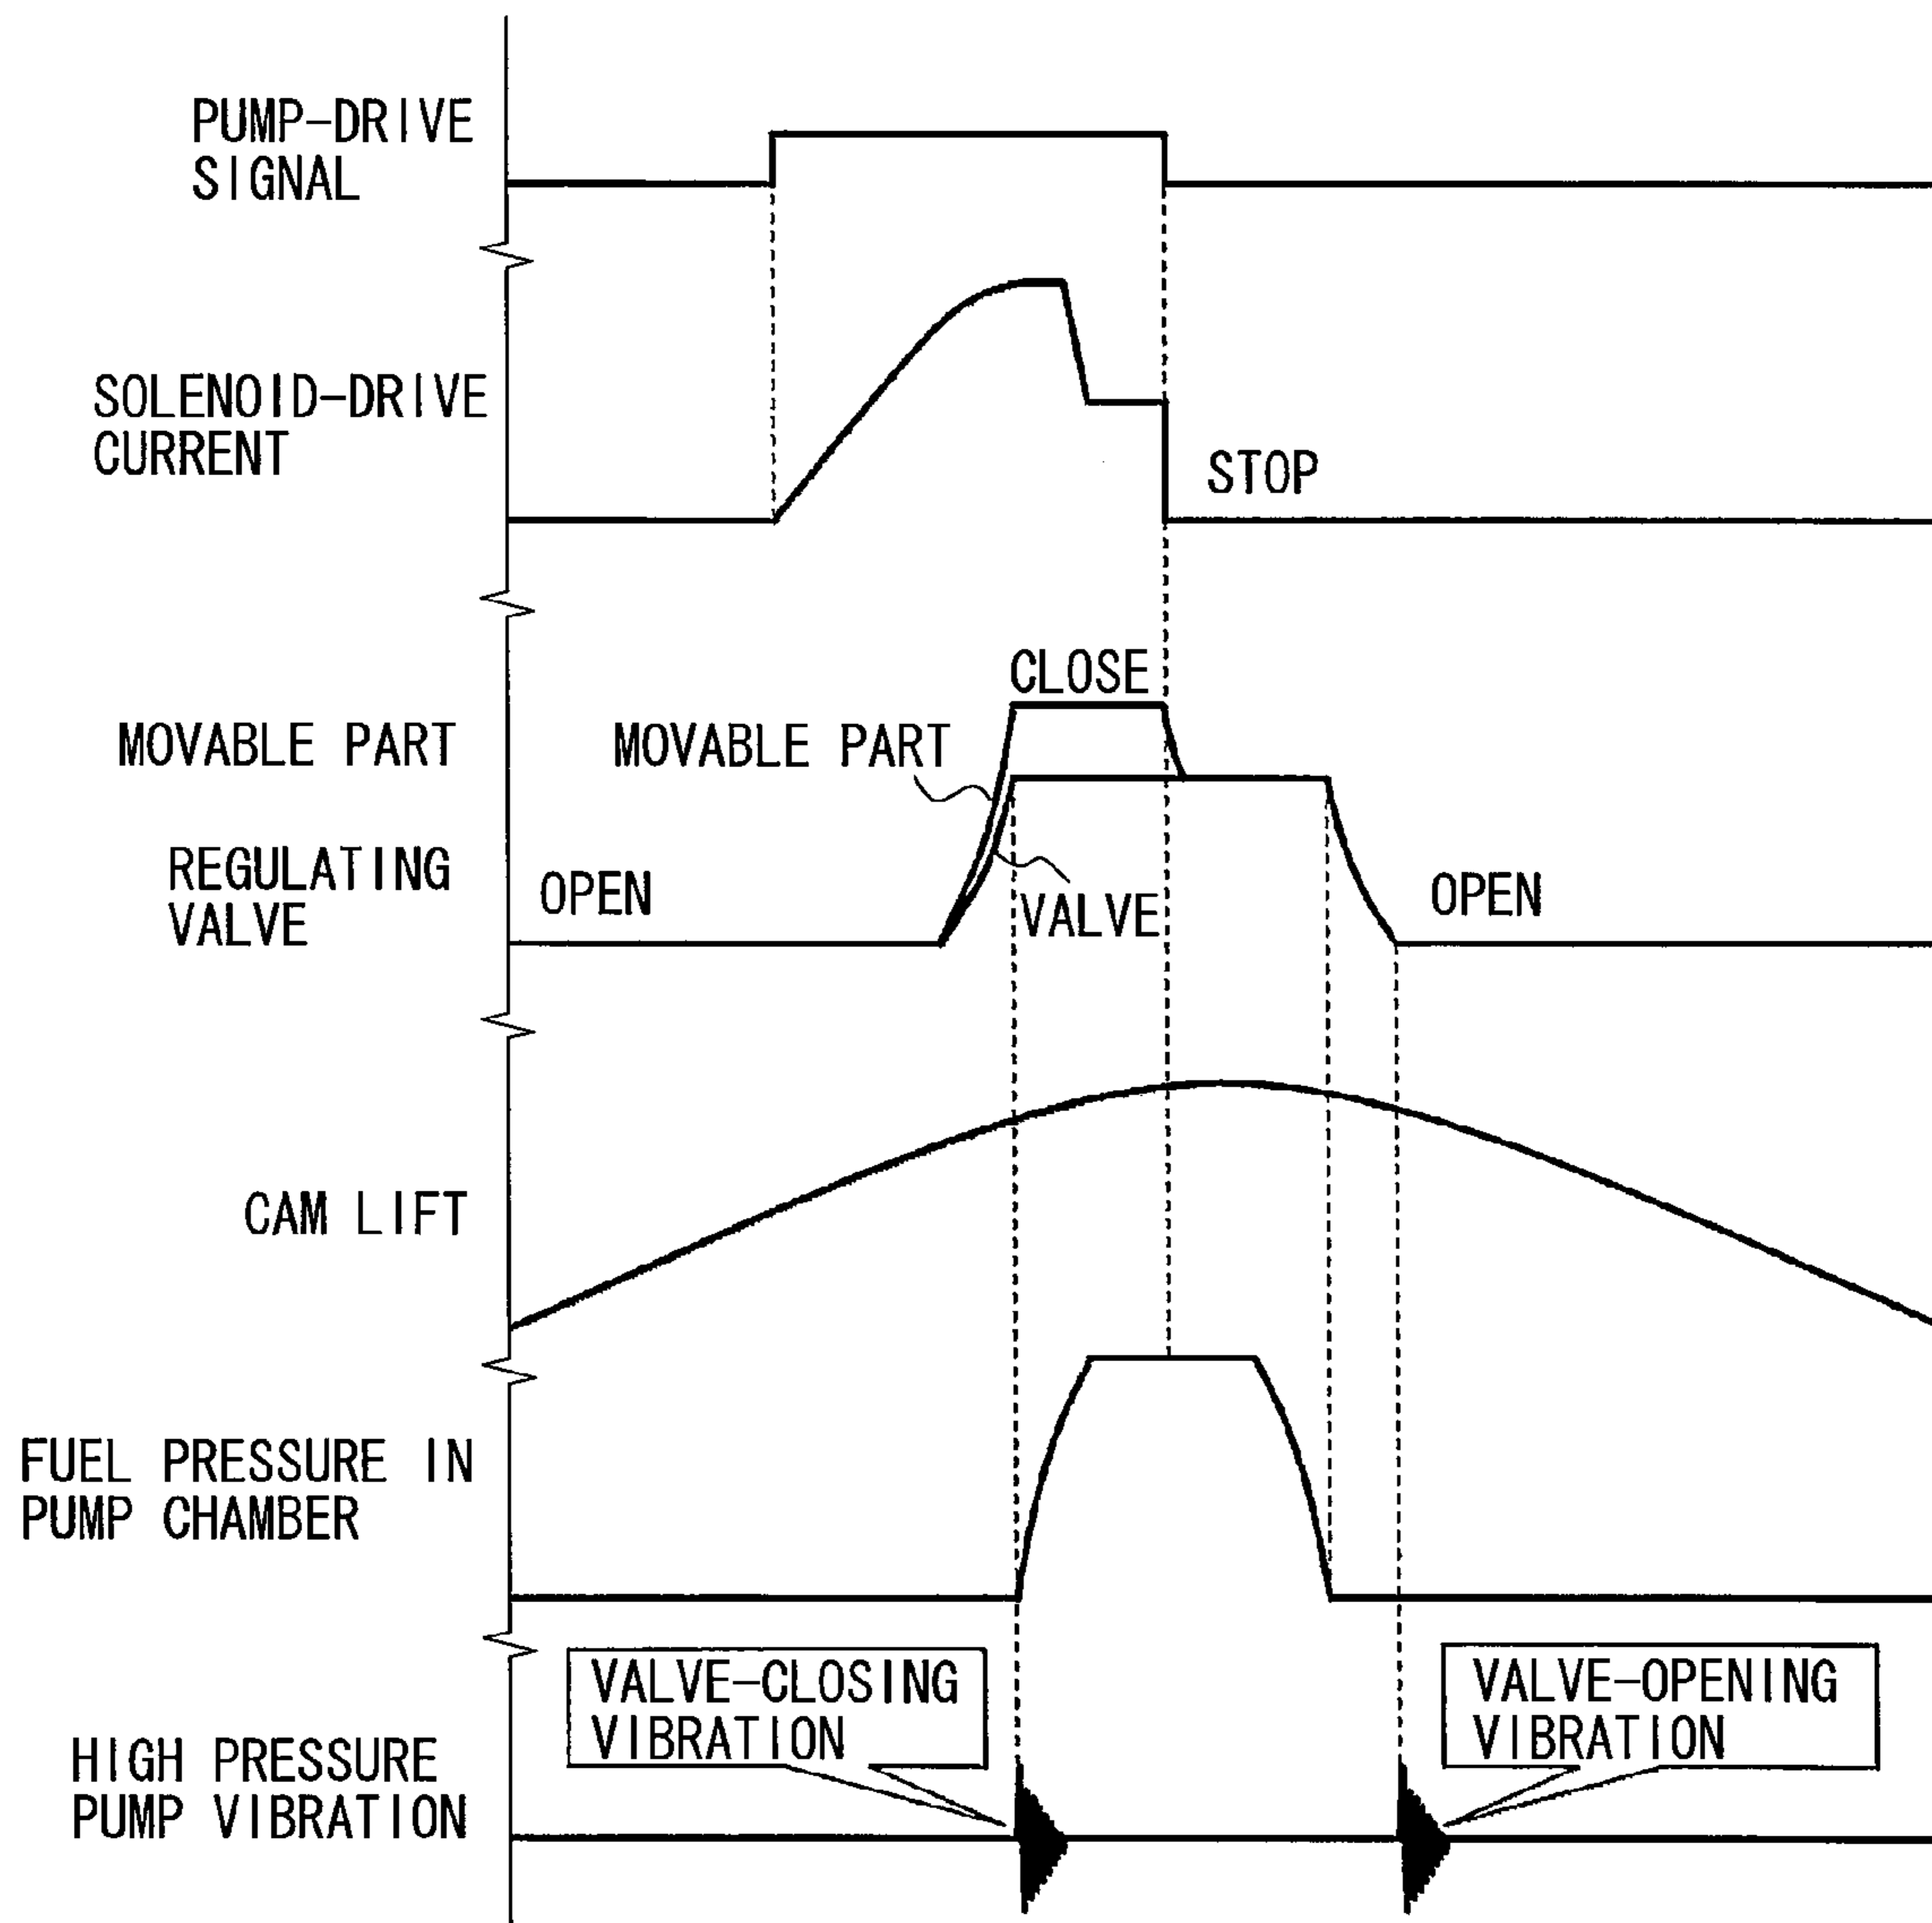 PUMP-DRIVE
SIGNAL
SOLENOID-DRIVE
CURRENT
STOP
CLOSE
MOVABLE PART
MOVABLE PART
REGULATING
VALVE
OPEN
VALVE
OPEN
CAM LIFT
FUEL PRESSURE IN
PUMP CHAMBER
VALVE-CLOSING
VIBRATION
VALVE-OPENING
VIBRATION
HIGH PRESSURE
PUMP VIBRATION